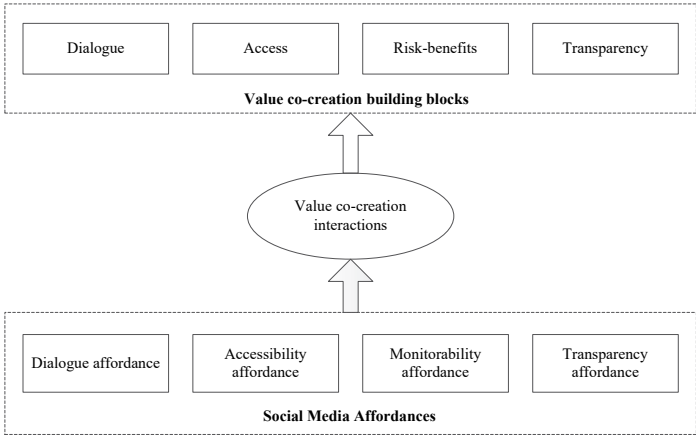 Dialogue
Access
Risk-benefits
Transparency
Value co-creation building blocks
Value co-creation
interactions
Dialogue affordance
Accessibility
affordance
Monitorability
affordance
Transparency
affordance
Social Media Affordances